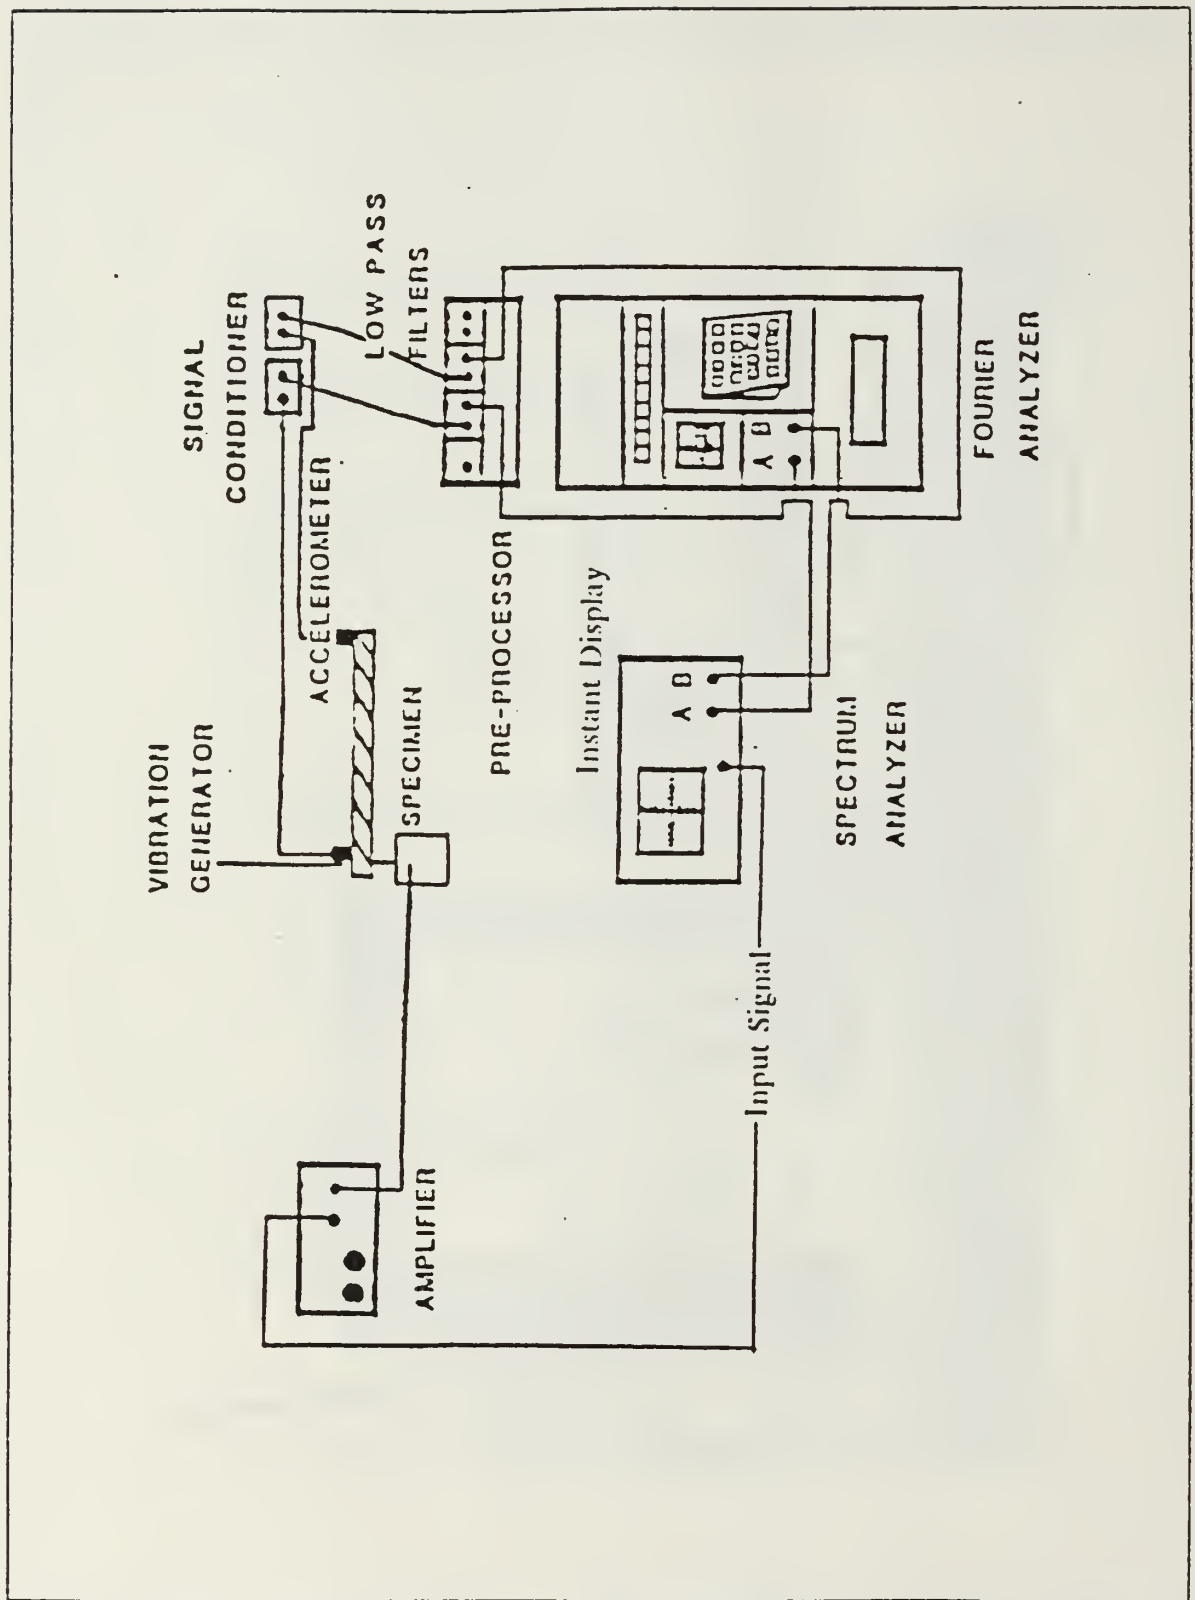 VIBRATION
GENERATOR
SIGNAL
CONDITIONER
ACCELEROMETER
LOW PASS
FILTERS
SPECIMEN
AMPLIFIER
PRE-PROCESSOR
Instant Display
A B
A B
Input Signal
SPECTRUM
ANALYZER
FOURIER
ANALYZER